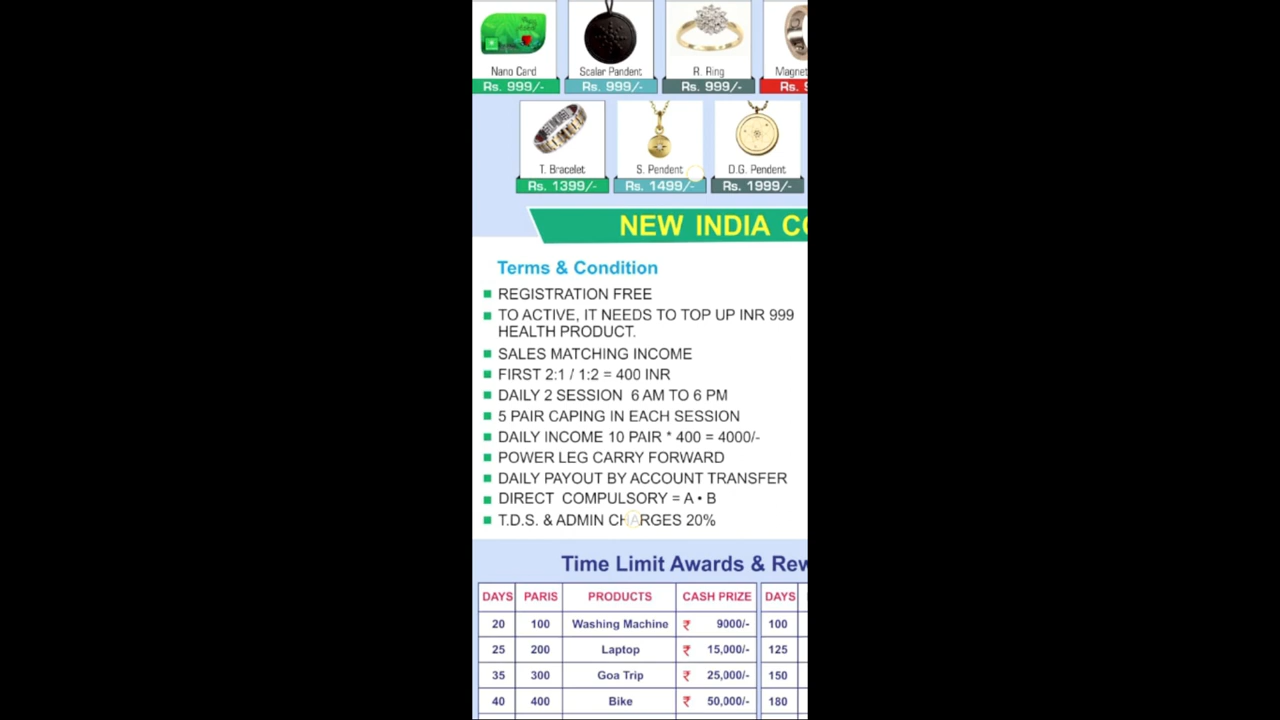 Nano Card
Scalar Pandent
R. Ring
Magnet
Rs. 999/-
Rs. 999/-
Rs. 999/-
Rs. 9
T. Bracelet
S. Pendent
D.G. Pendent
Rs. 1399/-
Rs. 1499/-
Rs. 1999/-
NEW INDIA CO
Terms & Condition
REGISTRATION FREE
TO ACTIVE, IT NEEDS TO TOP UP INR 999
HEALTH PRODUCT.
SALES MATCHING INCOME
FIRST 2:1 / 1:2 = 400 INR
DAILY 2 SESSION 6 AM TO 6 PM
5 PAIR CAPING IN EACH SESSION
DAILY INCOME 10 PAIR * 400 = 4000/-
POWER LEG CARRY FORWARD
DAILY PAYOUT BY ACCOUNT TRANSFER
DIRECT COMPULSORY = A • B
T.D.S. & ADMIN CHARGES 20%
Time Limit Awards & Rew
DAYS PARIS PRODUCTS CASH PRIZE DAYS
20 100 Washing Machine ₹ 9000/- 100
25 200 Laptop ₹ 15,000/- 125
35 300 Goa Trip ₹ 25,000/- 150
40 400 Bike ₹ 50,000/- 180